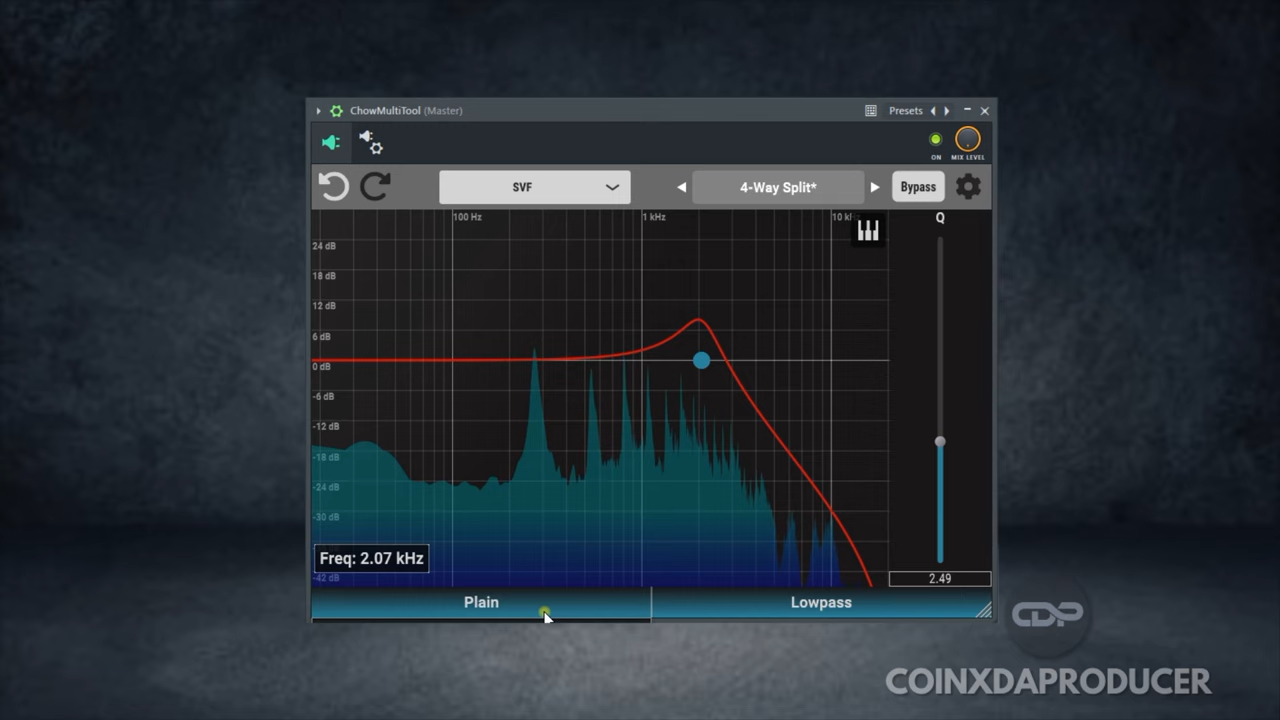 ChowMultiTool (Master)
Presets
ON
MIX LEVEL
SVF
4-Way Split*
Bypass
100 Hz
1 kHz
10 k
Q
24 dB
18 dB
12 dB
6 dB
0 dB
-6 dB
-12 dB
-18 dB
-24 dB
-30 dB
Freq: 2.07 kHz
-42 dB
2.49
Plain
Lowpass
CDP
COINXDAPRODUCER